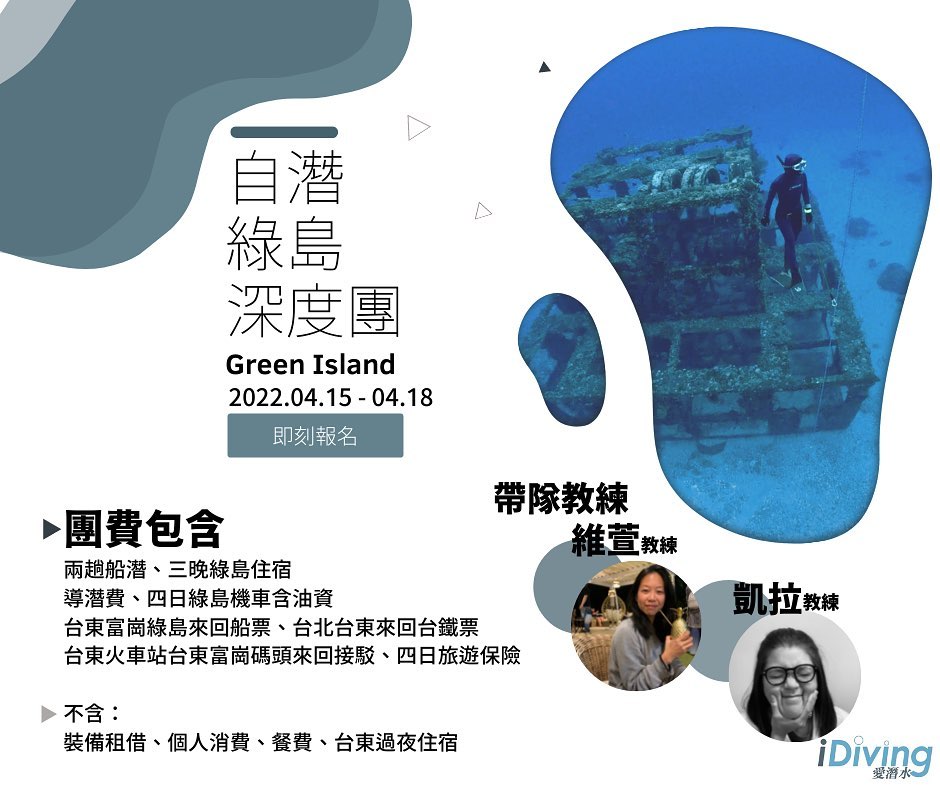 自潛
綠島
深度團
Green Island
2022.04.15 - 04.18
即刻報名
團費包含
兩趟船潛、三晚綠島住宿
導潛費、四日綠島機車含油資
台東富崗綠島來回船票、台北台東來回台鐵票
台東火車站台東富崗碼頭來回接駁、四日旅遊保險
不含：
裝備租借、個人消費、餐費、台東過夜住宿
帶隊教練
維萱教練
凱拉教練
iDiving
愛潛水